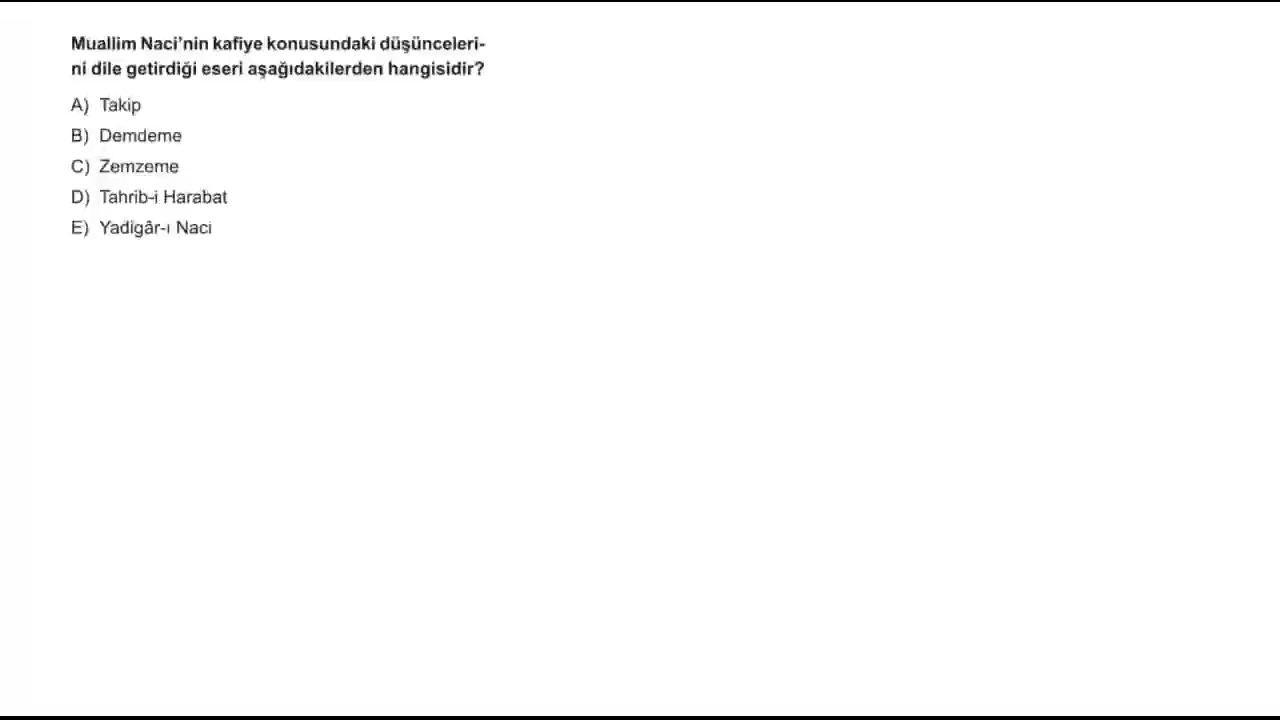 Muallim Naci'nin kafiye konusundaki düşünceleri-
ni dile getirdiği eseri aşağıdakilerden hangisidir?
A) Takip
B) Demdeme
C) Zemzeme
D) Tahrib-i Harabat
E) Yadigâr-ı Naci